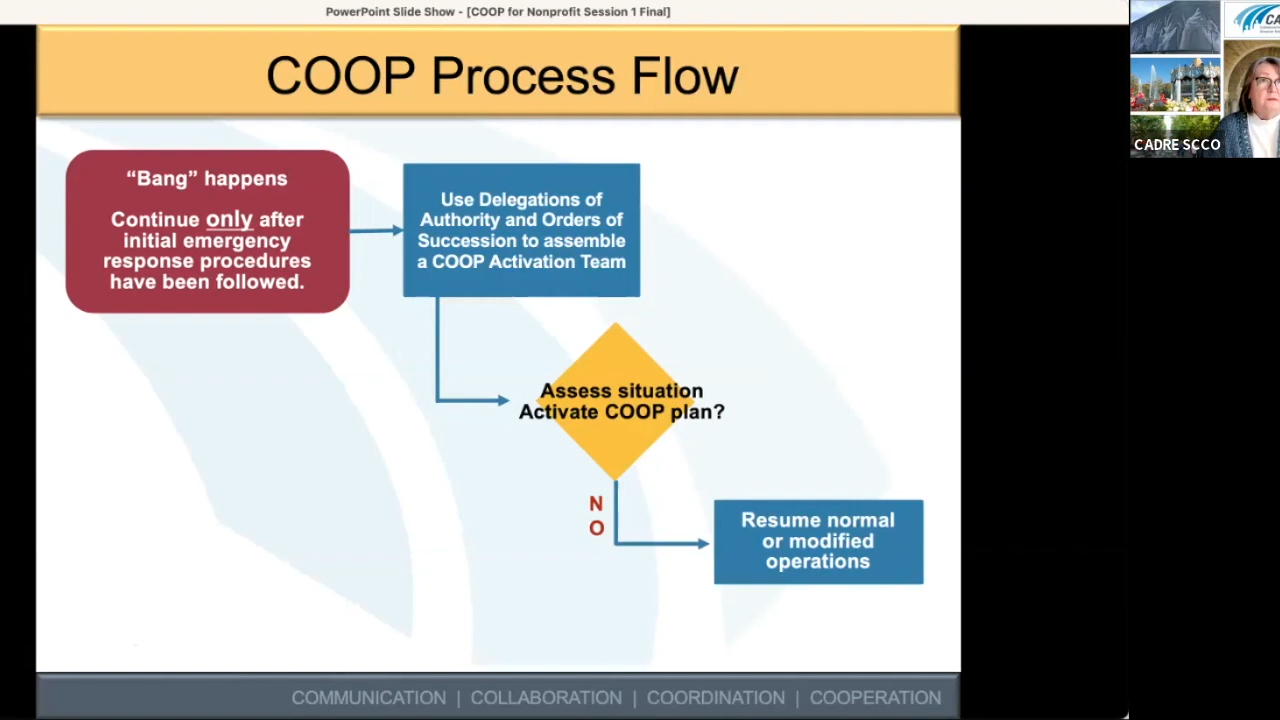 PowerPoint Slide Show - [COOP for Nonprofit Session 1 Final]
COOP Process Flow
“Bang” happens
Continue only after
initial emergency
response procedures
have been followed.
Use Delegations of
Authority and Orders of
Succession to assemble
a COOP Activation Team
Assess situation
Activate COOP plan?
N
O
Resume normal
or modified
operations
COMMUNICATION | COLLABORATION | COORDINATION | COOPERATION
CA
CADRE SCCO